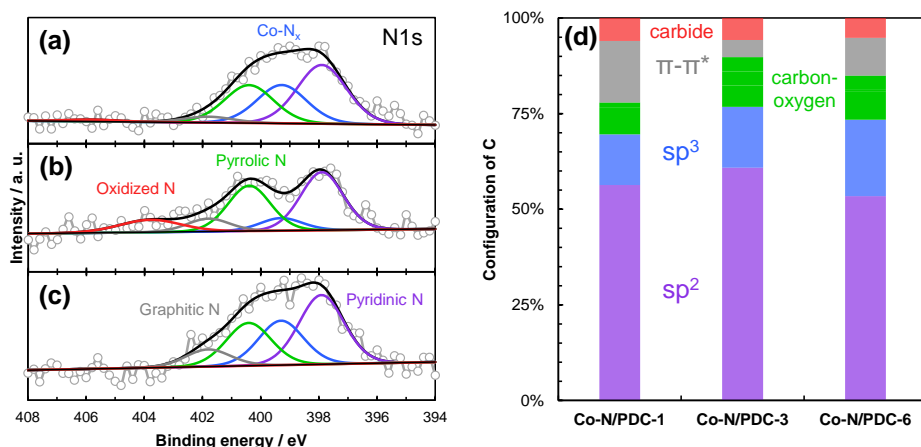 (a)
Co-Nx
N1s
(b)
Pyrrolic N
Oxidized N
(c)
Graphitic N
Pyridinic N
Intensity / a. u.
408 406 404 402 400 398 396 394
Binding energy / eV
(d)
100%
75%
50%
25%
0%
Configuration of C
carbide
π-π*
carbon-
oxygen
sp3
sp2
Co-N/PDC-1 Co-N/PDC-3 Co-N/PDC-6